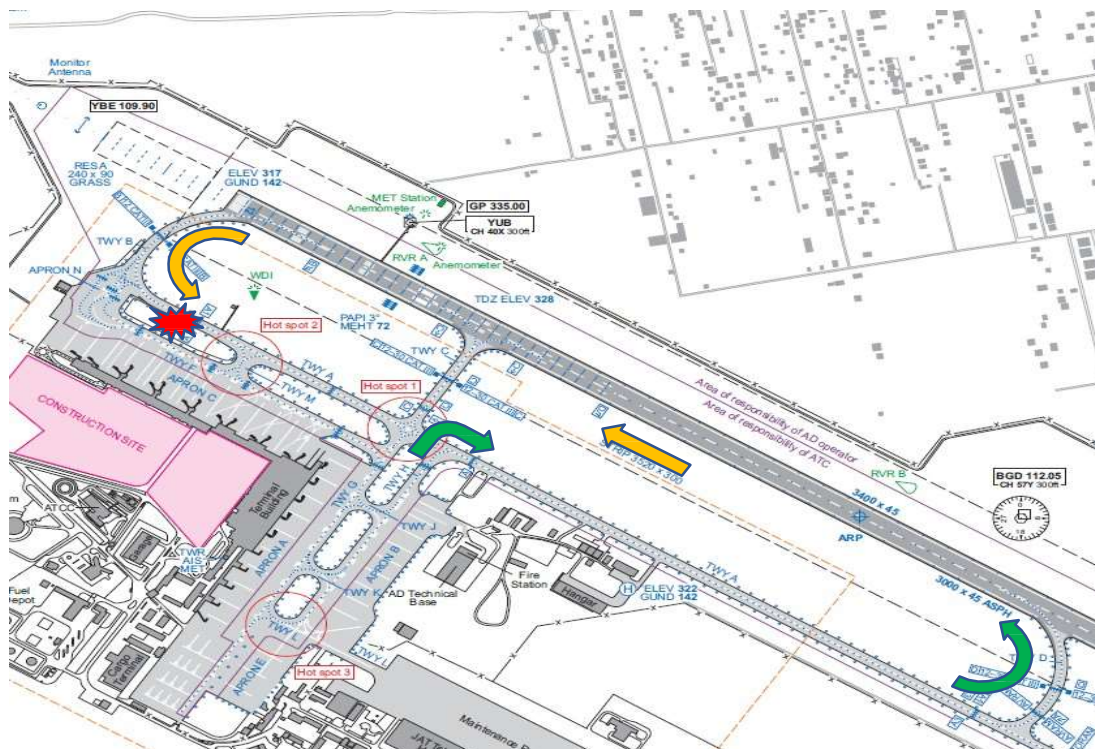 Monitor
Antenna
YBE 109.90
RESA
240 x 90
GRASS
ELEV 317
GUND 142
MET Station
Anemometer
GP 335.00
YUB
CH 40X 300ft
TWY B
RVR A
Anemometer
APRON N
WDI
TDZ ELEV 328
PAPI 3°
MEHT 72
Hot spot 2
TWY C
TWY F
TWY A
APRON C
TWY M
Hot spot 1
Area of responsibility of AD operator
Area of responsibility of ATC
CONSTRUCTION SITE
STRIP 3520 x 300
RVR B
BGD 112.05
CH 57Y 300ft
3400 x 45
ARP
TWY H
TWY G
ATCC
Terminal
Building
Garage
TWY J
TWR
AIS
MET
APRON A
APRON B
TWY K
AD Technical
Base
Fire
Station
Hangar
H
ELEV 322
GUND 142
TWY A
3000 x 45 ASPH
Fuel
TWY L
TWY L
Cargo
Terminal
APRON E
Hot spot 3
Maintenance
JAT